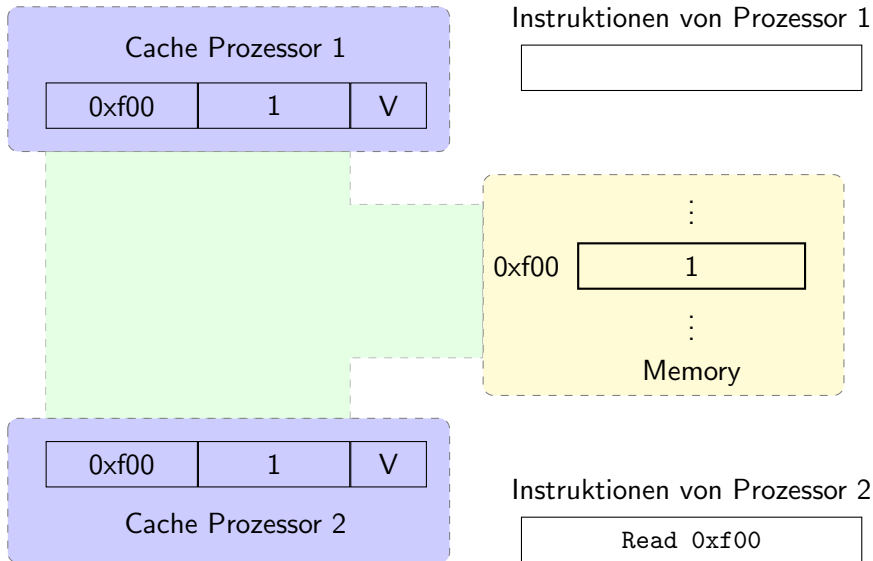 Cache Prozessor 1
0xf00 1 V
Instruktionen von Prozessor 1
⋮
0xf00 1
⋮
Memory
0xf00 1 V
Cache Prozessor 2
Instruktionen von Prozessor 2
Read 0xf00